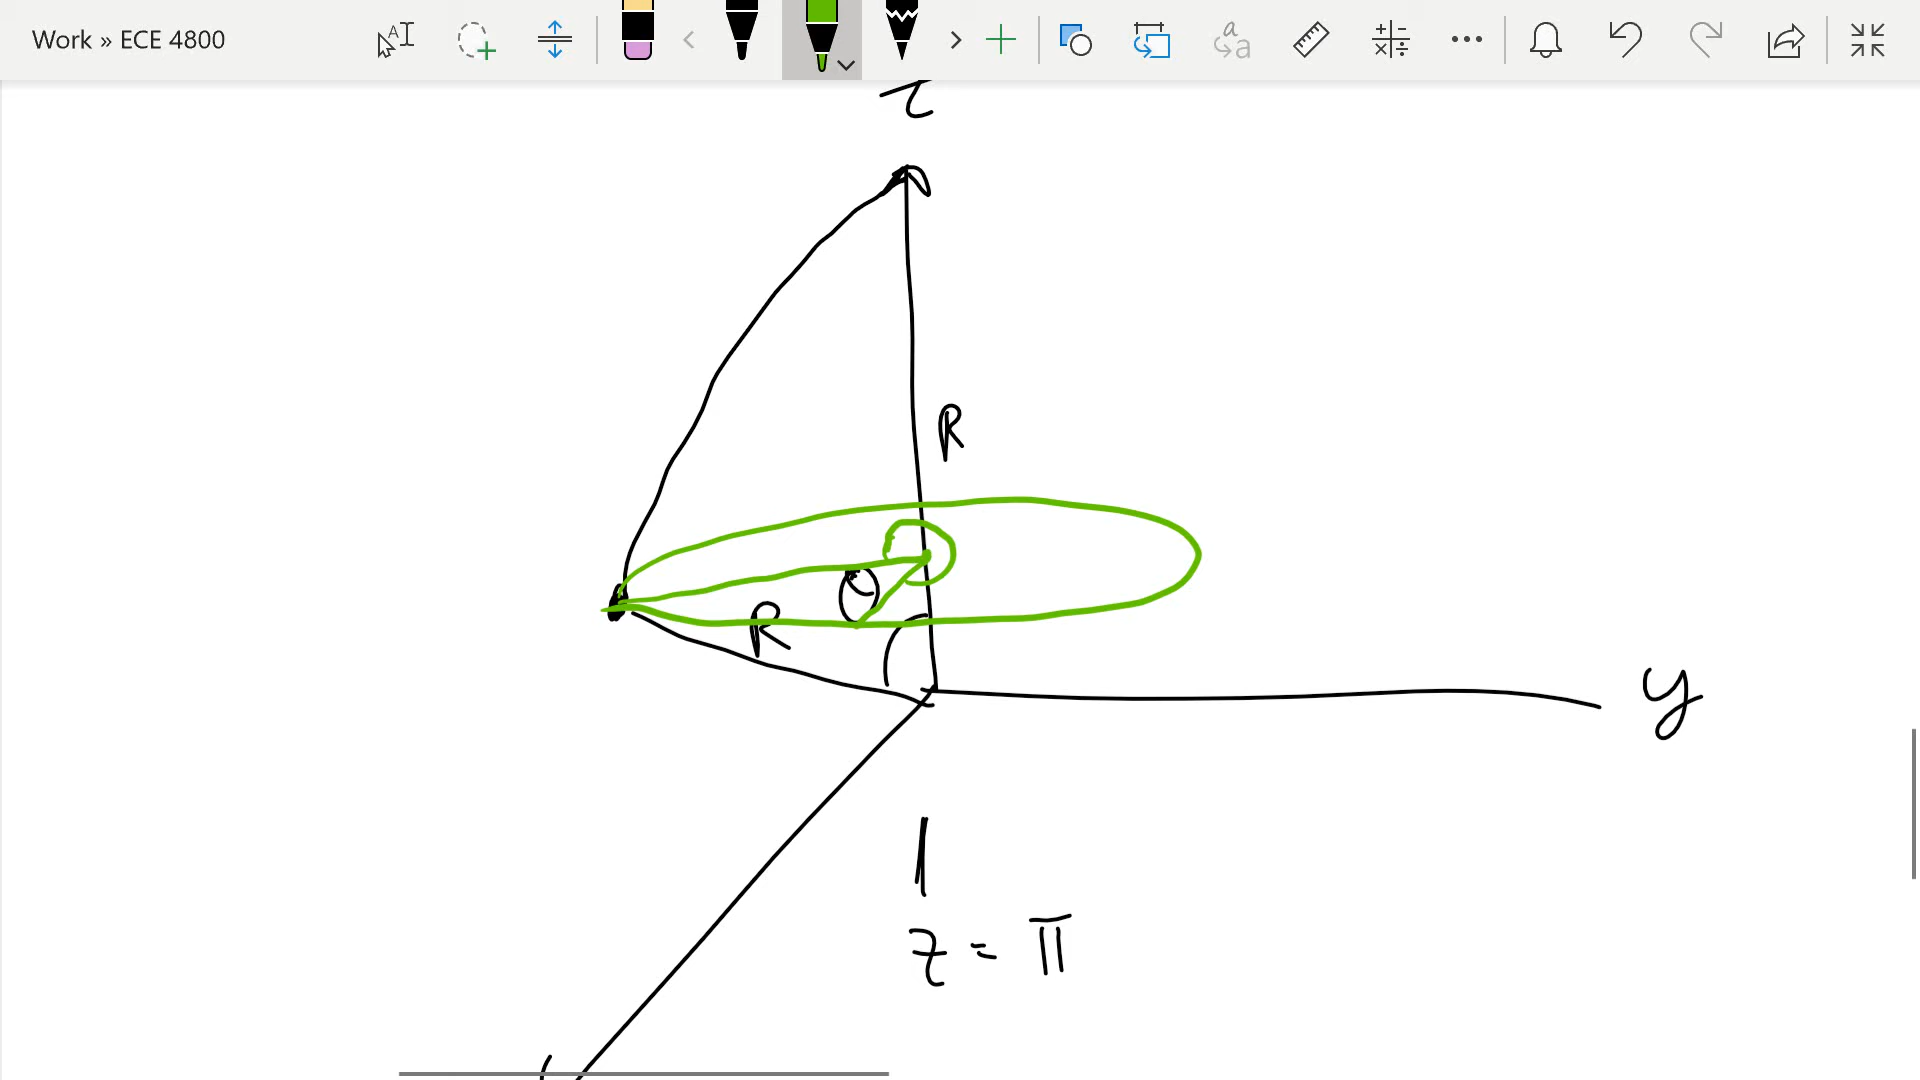 Work » ECE 4800
z
R
θ
R
y
z = π